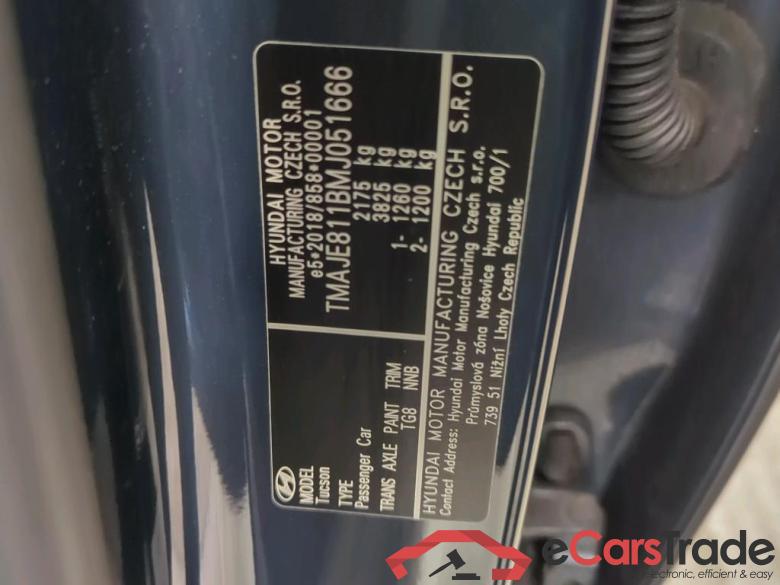 HYUNDAI MOTOR
MANUFACTURING CZECH S.R.O.
e5*2018/858*00001
TMAJE811BMJ051666
2175 kg
3825 kg
1- 1260 kg
2- 1200 kg
MODEL
Tucson
TYPE
Passenger Car
TRANS AXLE PAINT TRIM
TG8 NNB
HYUNDAI MOTOR MANUFACTURING CZECH S.R.O.
Contact Address: Hyundai Motor Manufacturing Czech s.r.o.
Průmyslová zóna Nošovice Hyundai 700/1
739 51 Nižní Lhoty Czech Republic
eCarsTrade
electronic, efficient & easy